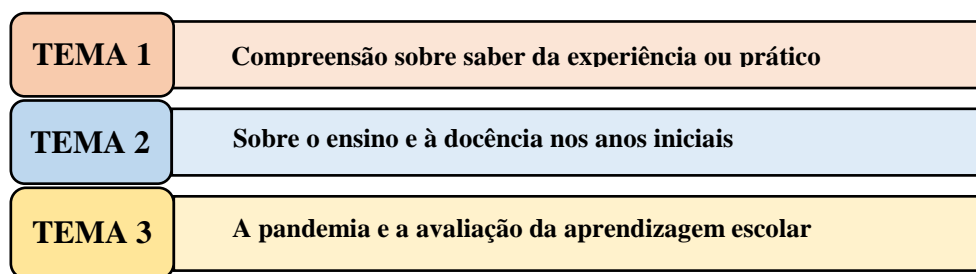 TEMA 1
Compreensão sobre saber da experiência ou prático
TEMA 2
Sobre o ensino e à docência nos anos iniciais
TEMA 3
A pandemia e a avaliação da aprendizagem escolar